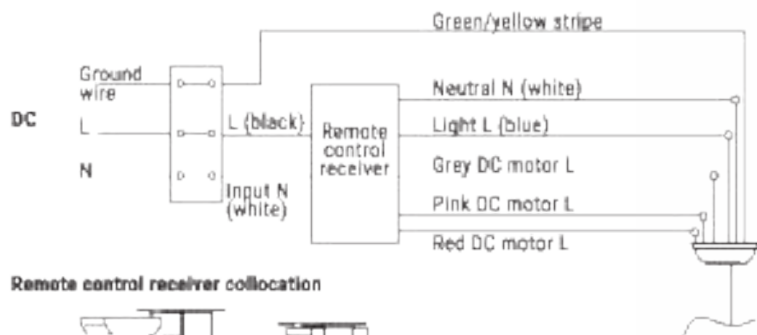 Green/yellow stripe
Ground
wire
Neutral N (white)
DC
L
L (black)
Remote
control
receiver
Light L (blue)
N
Grey DC motor L
Input N
(white)
Pink DC motor L
Red DC motor L
Remote control receiver collocation